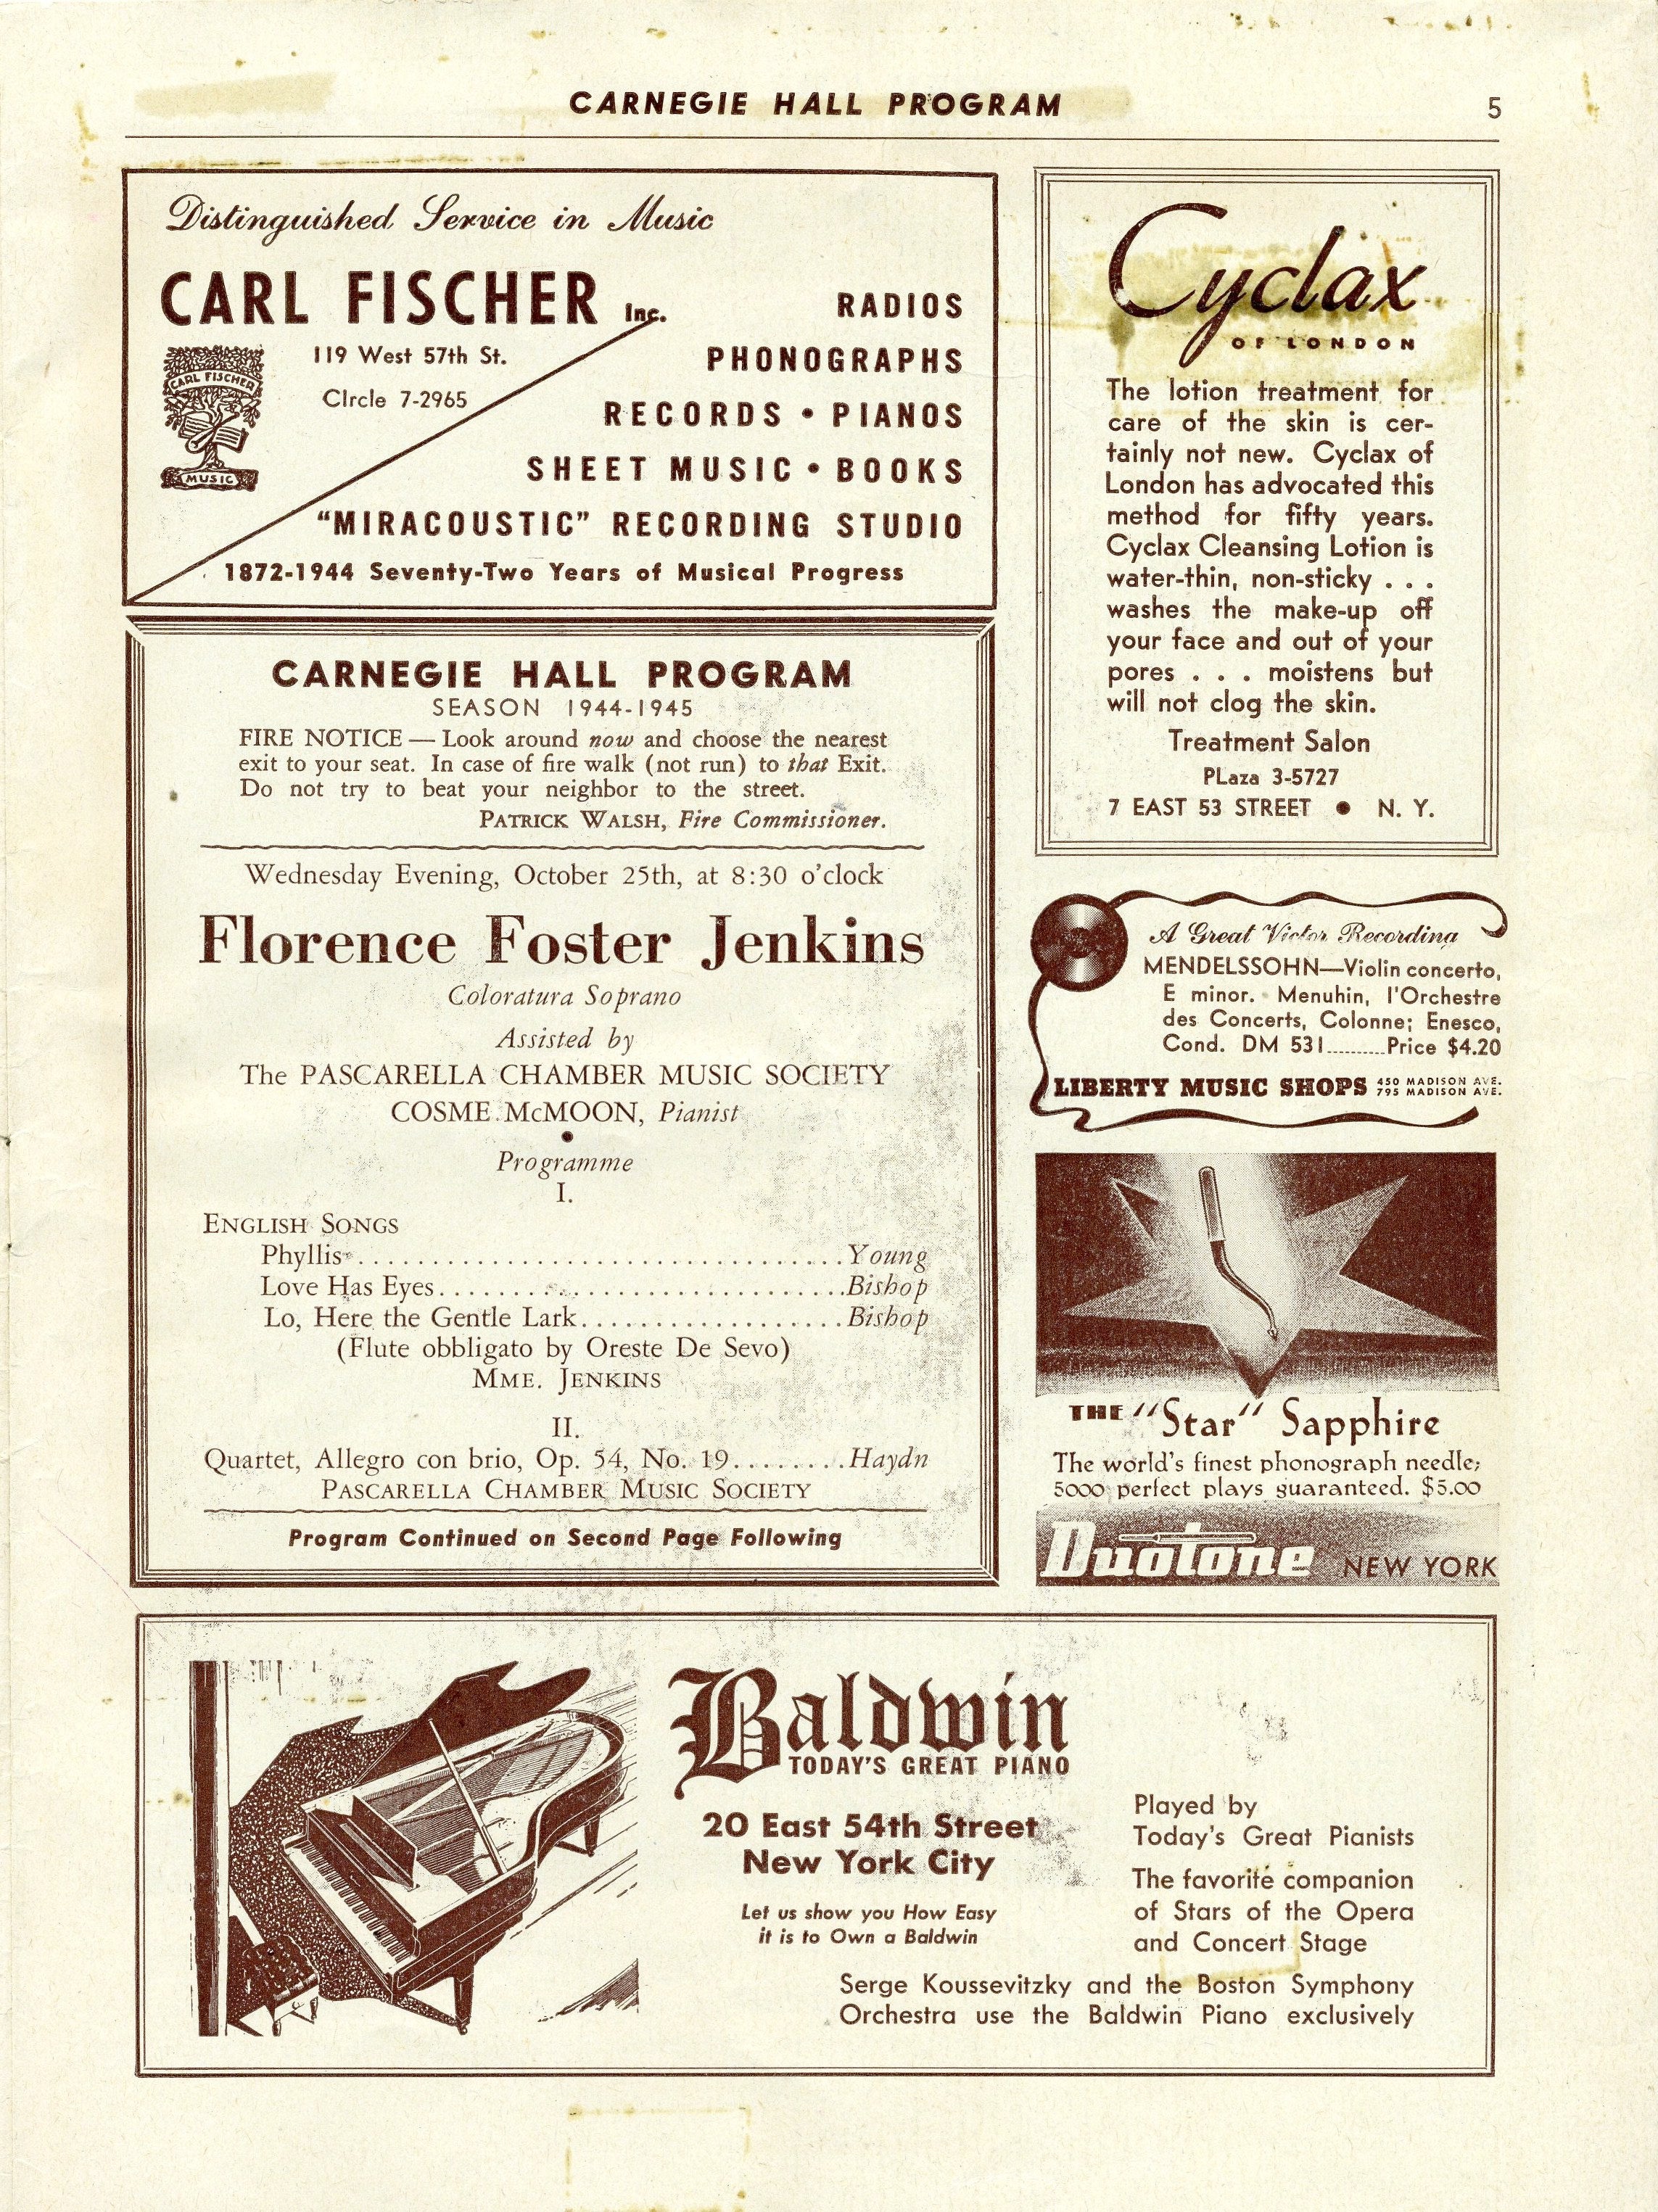 CARNEGIE HALL PROGRAM
5
Distinguished Service in Music
CARL FISCHER Inc.
119 West 57th St.
CIrcle 7-2965
CARL FISCHER
MUSIC
RADIOS
PHONOGRAPHS
RECORDS • PIANOS
SHEET MUSIC • BOOKS
"MIRACOUSTIC" RECORDING STUDIO
1872-1944 Seventy-Two Years of Musical Progress
CARNEGIE HALL PROGRAM
SEASON 1944-1945
FIRE NOTICE — Look around now and choose the nearest
exit to your seat. In case of fire walk (not run) to that Exit.
Do not try to beat your neighbor to the street.
PATRICK WALSH, Fire Commissioner.
Wednesday Evening, October 25th, at 8:30 o'clock
Florence Foster Jenkins
Coloratura Soprano
Assisted by
The PASCARELLA CHAMBER MUSIC SOCIETY
COSME McMOON, Pianist
•
Programme
I.
ENGLISH SONGS
Phyllis...................................Young
Love Has Eyes............................Bishop
Lo, Here the Gentle Lark..................Bishop
(Flute obbligato by Oreste De Sevo)
MME. JENKINS
II.
Quartet, Allegro con brio, Op. 54, No. 19........Haydn
PASCARELLA CHAMBER MUSIC SOCIETY
Program Continued on Second Page Following
Cyclax
OF LONDON
The lotion treatment for
care of the skin is cer-
tainly not new. Cyclax of
London has advocated this
method for fifty years.
Cyclax Cleansing Lotion is
water-thin, non-sticky . . .
washes the make-up off
your face and out of your
pores . . . moistens but
will not clog the skin.
Treatment Salon
PLaza 3-5727
7 EAST 53 STREET • N. Y.
A Great Victor Recording
MENDELSSOHN—Violin concerto,
E minor. Menuhin, l'Orchestre
des Concerts, Colonne; Enesco,
Cond. DM 531..........Price $4.20
LIBERTY MUSIC SHOPS 450 MADISON AVE.
795 MADISON AVE.
THE "Star" Sapphire
The world's finest phonograph needle;
5000 perfect plays guaranteed. $5.00
Duotone NEW YORK
Baldwin
TODAY'S GREAT PIANO
20 East 54th Street
New York City
Let us show you How Easy
it is to Own a Baldwin
Played by
Today's Great Pianists
The favorite companion
of Stars of the Opera
and Concert Stage
Serge Koussevitzky and the Boston Symphony
Orchestra use the Baldwin Piano exclusively